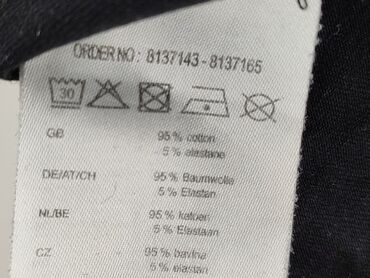 ORDER NO: 8137143 - 8137165
30
GB 95 % cotton
5 % elastane
DE/AT/CH 95 % Baumwolle
5 % Elastan
NL/BE 95 % katoen
5 % Elastaan
CZ 95 % bavlna
5 % elastan